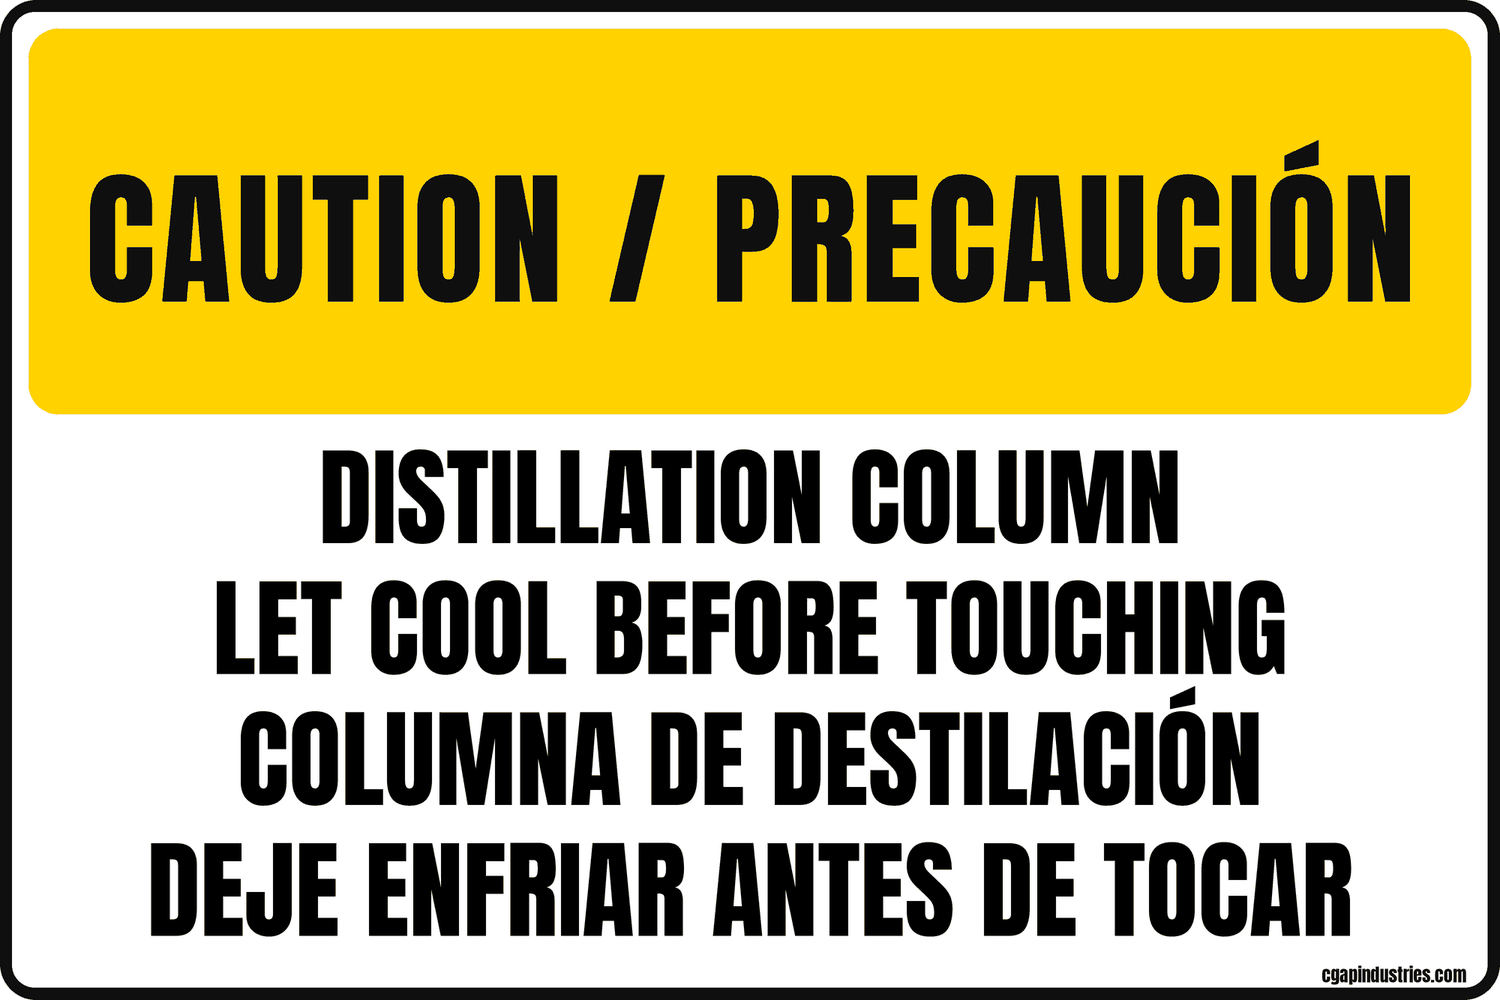 CAUTION / PRECAUCIÓN
DISTILLATION COLUMN
LET COOL BEFORE TOUCHING
COLUMNA DE DESTILACIÓN
DEJE ENFRIAR ANTES DE TOCAR
cgapindustries.com